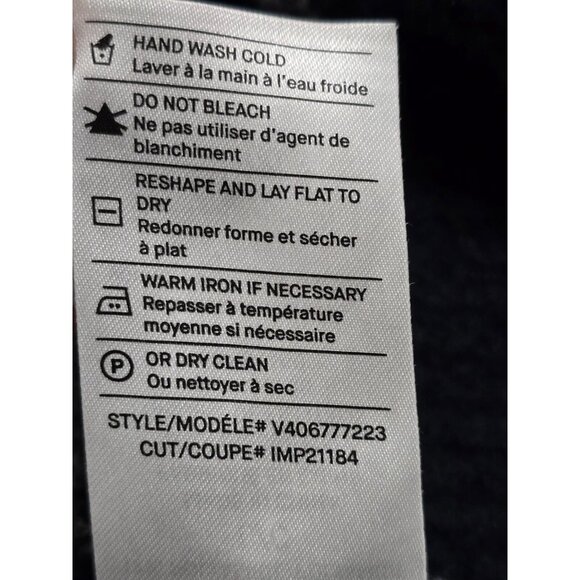 HAND WASH COLD
Laver à la main à l'eau froide
DO NOT BLEACH
Ne pas utiliser d'agent de
blanchiment
RESHAPE AND LAY FLAT TO
DRY
Redonner forme et sécher
à plat
WARM IRON IF NECESSARY
Repasser à température
moyenne si nécessaire
P
OR DRY CLEAN
Ou nettoyer à sec
STYLE/MODÉLE# V406777223
CUT/COUPE# IMP21184